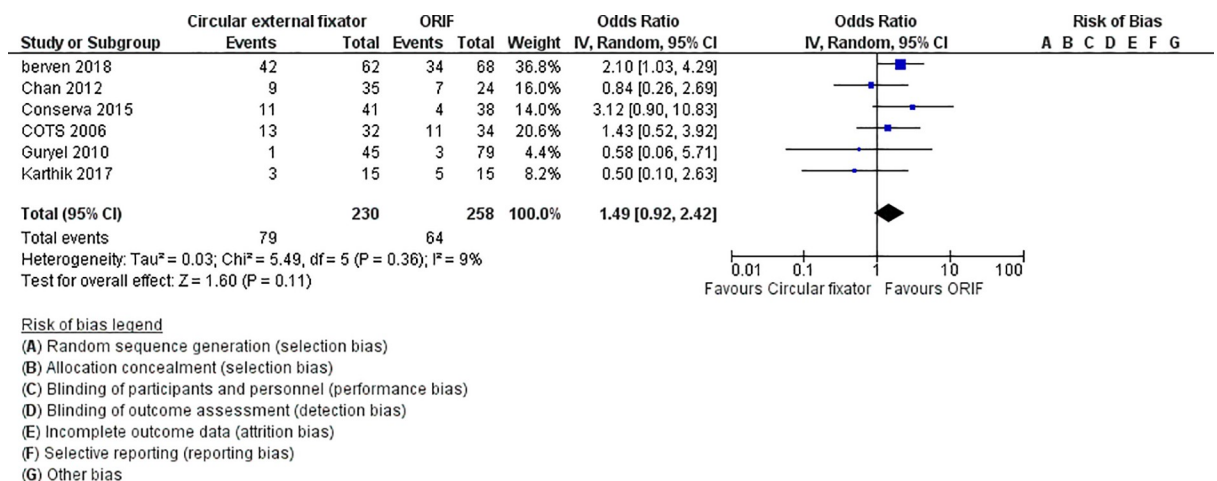 Circular external fixator ORIF Odds Ratio Odds Ratio Risk of Bias
Study or Subgroup Events Total Events Total Weight IV, Random, 95% CI IV, Random, 95% CI A B C D E F G
berven 2018 42 62 34 68 36.8% 2.10 [1.03, 4.29]
Chan 2012 9 35 7 24 16.0% 0.84 [0.26, 2.69]
Conserva 2015 11 41 4 38 14.0% 3.12 [0.90, 10.83]
COTS 2006 13 32 11 34 20.6% 1.43 [0.52, 3.92]
Guryel 2010 1 45 3 79 4.4% 0.58 [0.06, 5.71]
Karthik 2017 3 15 5 15 8.2% 0.50 [0.10, 2.63]
Total (95% CI) 230 258 100.0% 1.49 [0.92, 2.42]
Total events 79 64
Heterogeneity: Tau² = 0.03; Chi² = 5.49, df = 5 (P = 0.36); I² = 9%
Test for overall effect: Z = 1.60 (P = 0.11)
0.01 0.1 1 10 100
Favours Circular fixator Favours ORIF
Risk of bias legend
(A) Random sequence generation (selection bias)
(B) Allocation concealment (selection bias)
(C) Blinding of participants and personnel (performance bias)
(D) Blinding of outcome assessment (detection bias)
(E) Incomplete outcome data (attrition bias)
(F) Selective reporting (reporting bias)
(G) Other bias